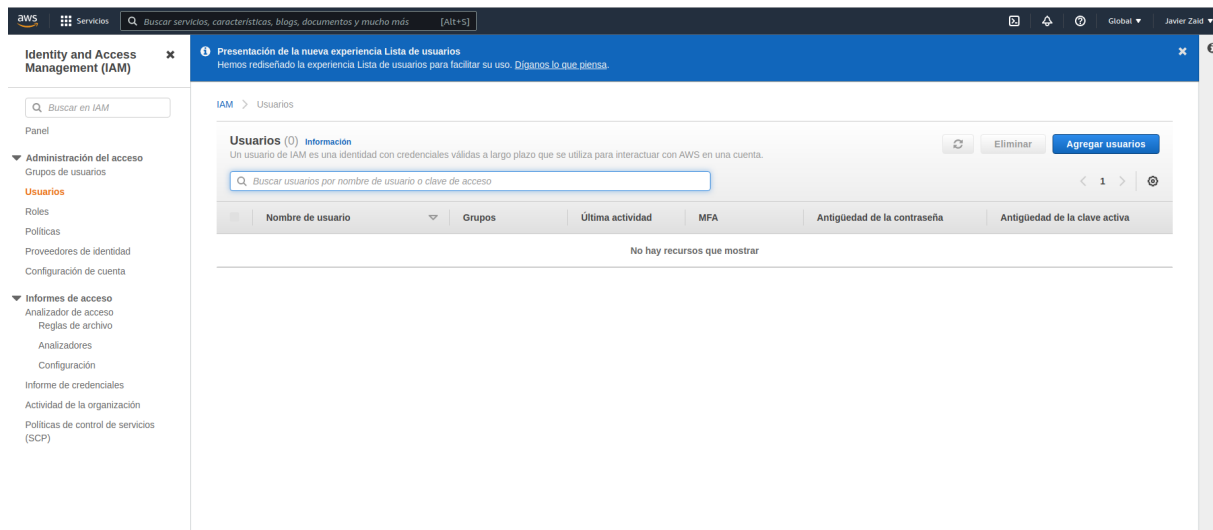 aws Servicios Buscar servicios, características, blogs, documentos y mucho más [Alt+S] Global Javier Zaid
Identity and Access
Management (IAM)
Buscar en IAM
Panel
Administración del acceso
Grupos de usuarios
Usuarios
Roles
Políticas
Proveedores de identidad
Configuración de cuenta
Informes de acceso
Analizador de acceso
Reglas de archivo
Analizadores
Configuración
Informe de credenciales
Actividad de la organización
Políticas de control de servicios
(SCP)
Presentación de la nueva experiencia Lista de usuarios
Hemos rediseñado la experiencia Lista de usuarios para facilitar su uso. Díganos lo que piensa.
IAM > Usuarios
Usuarios (0) Información
Un usuario de IAM es una identidad con credenciales válidas a largo plazo que se utiliza para interactuar con AWS en una cuenta.
Eliminar Agregar usuarios
Buscar usuarios por nombre de usuario o clave de acceso
< 1 >
Nombre de usuario Grupos Última actividad MFA Antigüedad de la contraseña Antigüedad de la clave activa
No hay recursos que mostrar